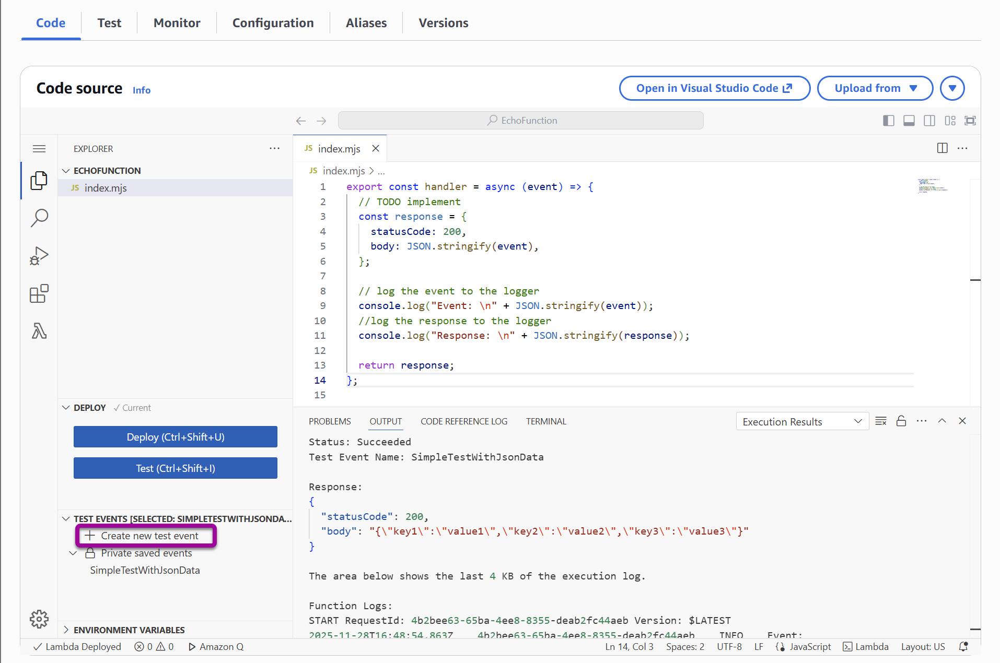 Code
Test
Monitor
Configuration
Aliases
Versions
Code source Info
Open in Visual Studio Code
Upload from
EchoFunction
EXPLORER
ECHOFUNCTION
JS index.mjs
DEPLOY ✓ Current
Deploy (Ctrl+Shift+U)
Test (Ctrl+Shift+I)
TEST EVENTS [SELECTED: SIMPLETESTWITHJSONDA...
+ Create new test event
Private saved events
SimpleTestWithJsonData
ENVIRONMENT VARIABLES
JS index.mjs
JS index.mjs > ...
1 export const handler = async (event) => {
2 // TODO implement
3 const response = {
4 statusCode: 200,
5 body: JSON.stringify(event),
6 };
7
8 // log the event to the logger
9 console.log("Event: \n" + JSON.stringify(event));
10 //log the response to the logger
11 console.log("Response: \n" + JSON.stringify(response));
12
13 return response;
14 };
15
PROBLEMS
OUTPUT
CODE REFERENCE LOG
TERMINAL
Execution Results
Status: Succeeded
Test Event Name: SimpleTestWithJsonData
Response:
{
"statusCode": 200,
"body": "{\"key1\":\"value1\",\"key2\":\"value2\",\"key3\":\"value3\"}"
}
The area below shows the last 4 KB of the execution log.
Function Logs:
START RequestId: 4b2bee63-65ba-4ee8-8355-deab2fc44aeb Version: $LATEST
2025-11-28T16:48:54.863Z 4b2bee63-65ba-4ee8-8355-deab2fc44aeb INFO Event:
Lambda Deployed
0 0
Amazon Q
Ln 14, Col 3
Spaces: 2
UTF-8
LF
JavaScript
Lambda
Layout: US